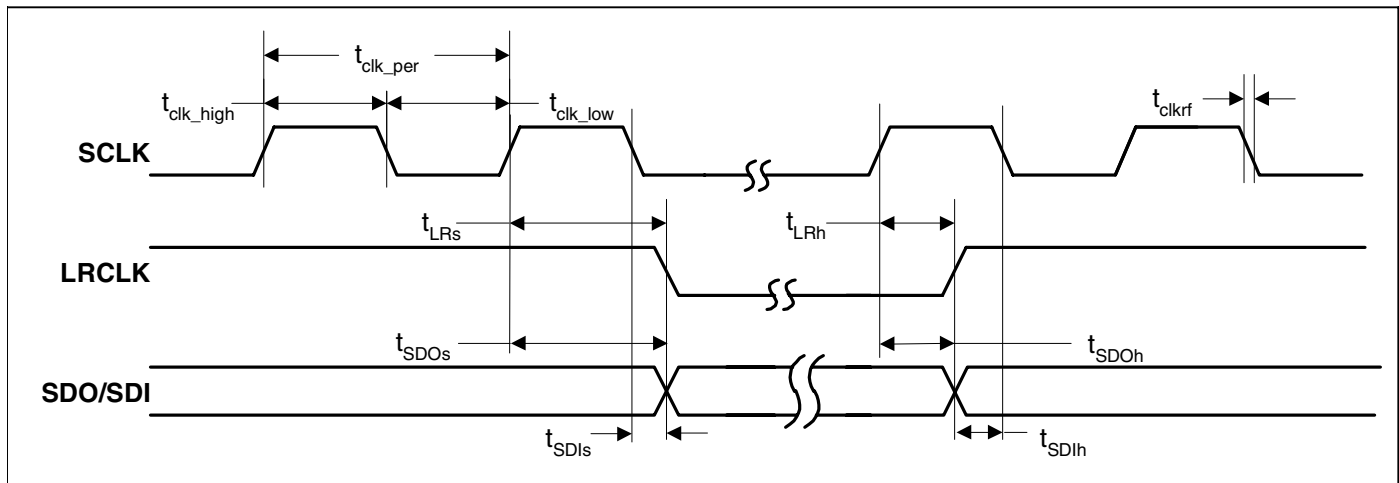 t_clk_per
t_clk_high
t_clk_low
t_clkrf
SCLK
t_LRs
t_LRh
LRCLK
t_SDOs
t_SDOh
SDO/SDI
t_SDIs
t_SDIh